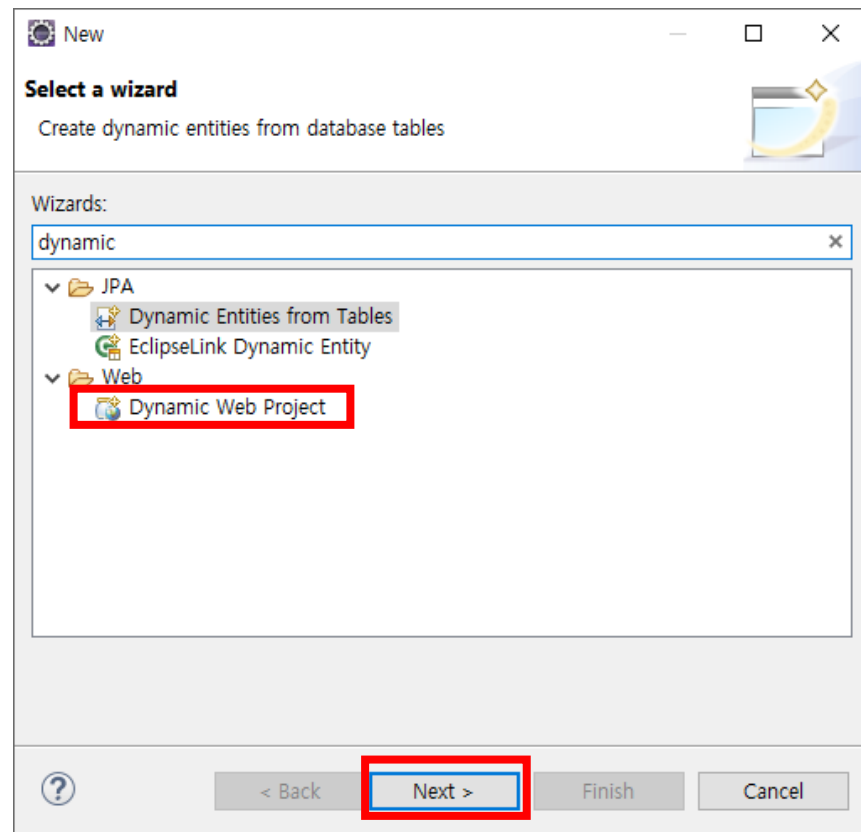 New
Select a wizard
Create dynamic entities from database tables
Wizards:
dynamic
JPA
Dynamic Entities from Tables
EclipseLink Dynamic Entity
Web
Dynamic Web Project
?
< Back Next > Finish Cancel